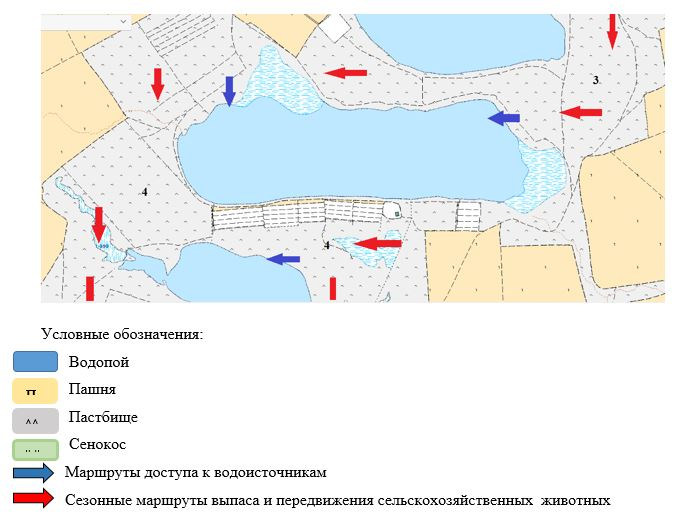 3
4
4
Условные обозначения:
Водопой
Пашня
Пастбище
Сенокос
Маршруты доступа к водоисточникам
Сезонные маршруты выпаса и передвижения сельскохозяйственных животных